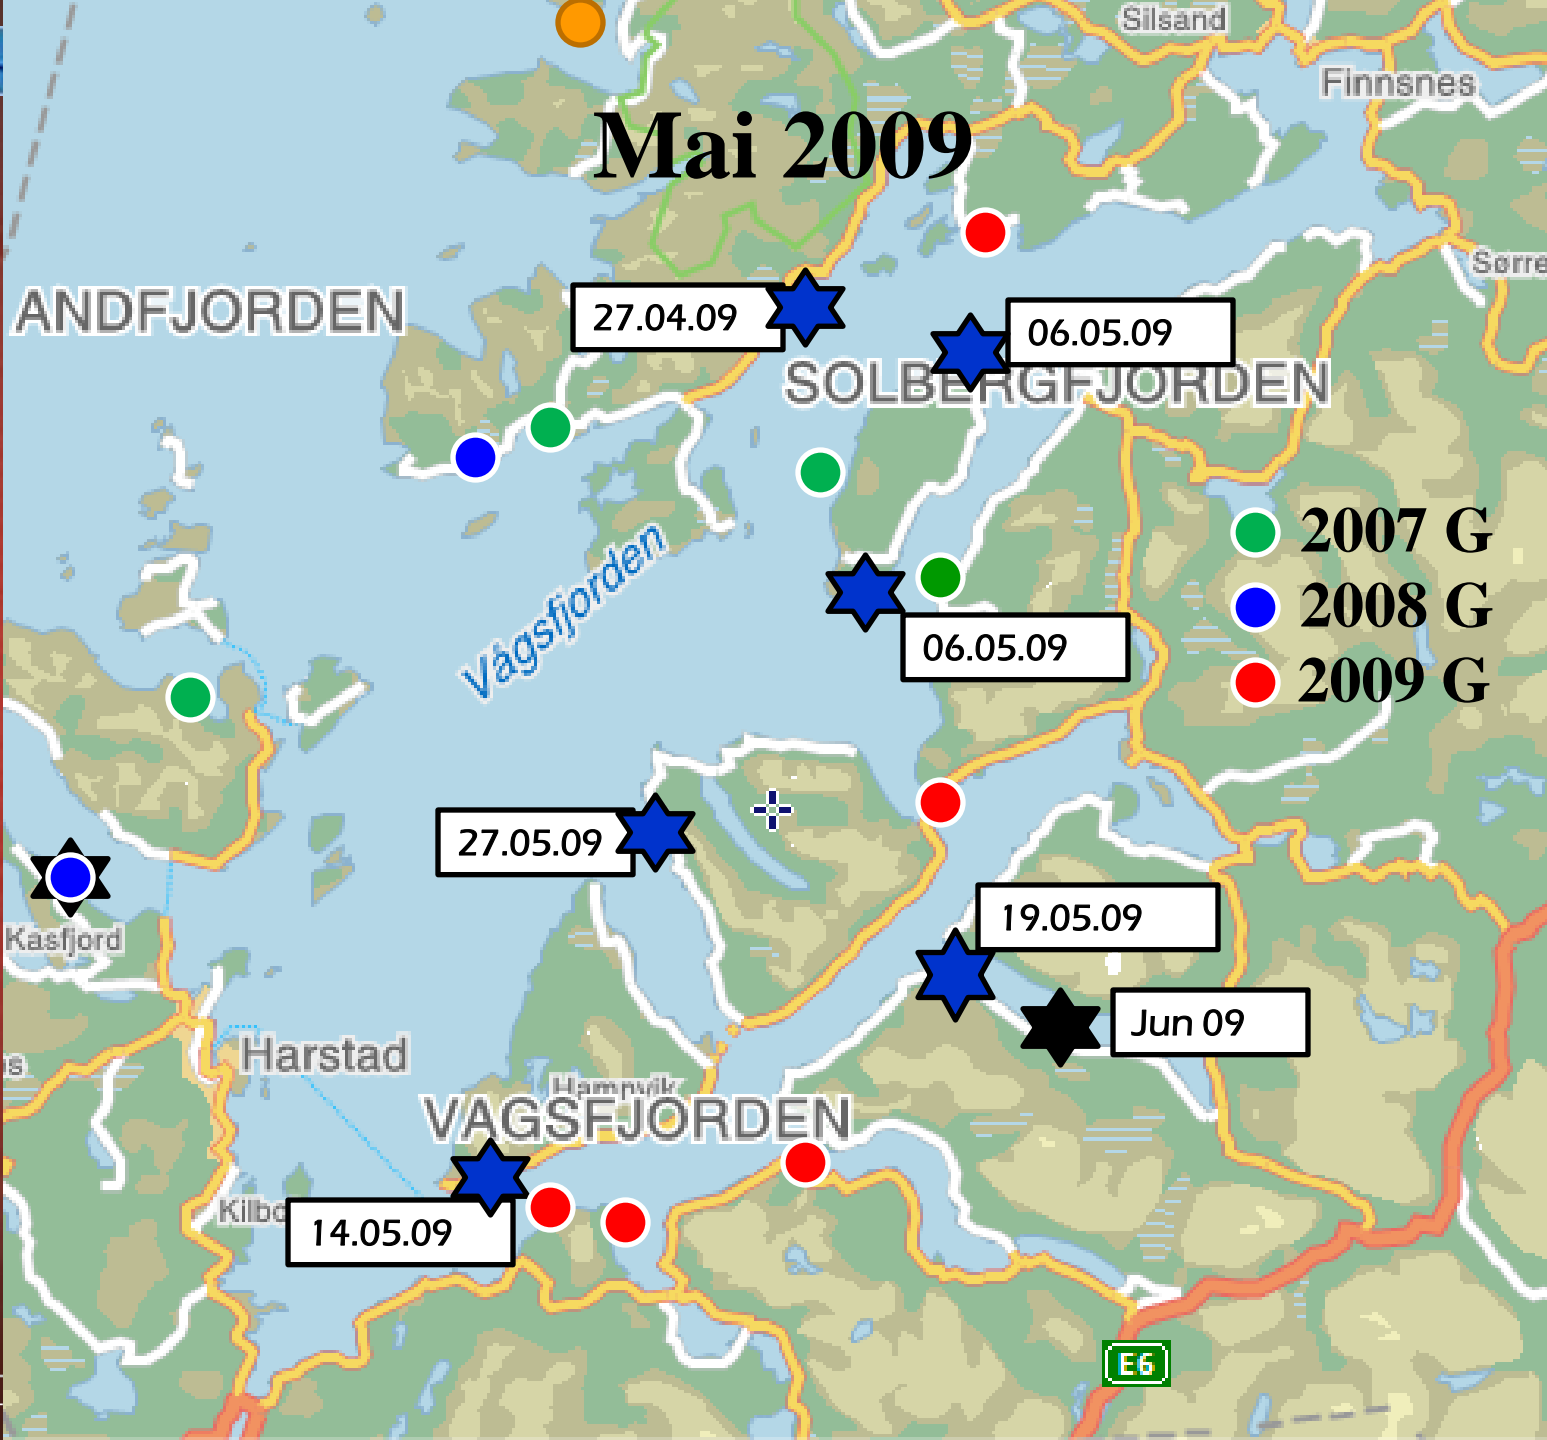 Silsand
Finnsnes
Mai 2009
Sørre
ANDFJORDEN
27.04.09
06.05.09
SOLBERGFJORDEN
2007 G
Vågsfjorden
2008 G
06.05.09
2009 G
27.05.09
19.05.09
Kasfjord
Jun 09
Harstad
Hampvik
VAGSFJORDEN
Kilbo
14.05.09
E6